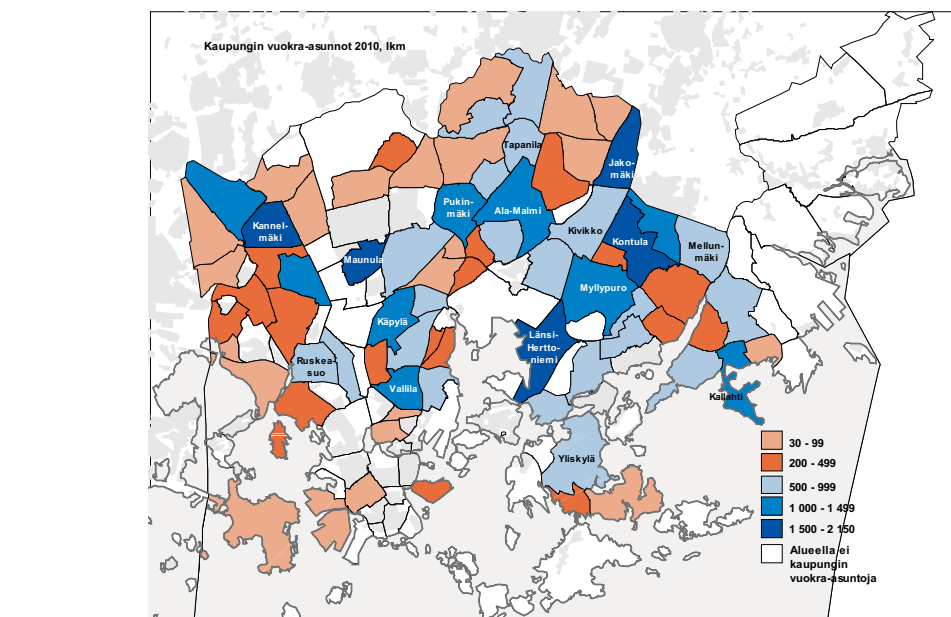 Kaupungin vuokra-asunnot 2010, lkm
Tapanila
Jako-
mäki
Pukin-
mäki
Ala-Malmi
Kannel-
mäki
Kivikko
Kontula
Mellun-
mäki
Maunula
Myllypuro
Käpylä
Länsi-
Hertto-
niemi
Ruskea-
suo
Vallila
Kallahti
Yliskylä
30 - 99
200 - 499
500 - 999
1 000 - 1 499
1 500 - 2 150
Alueella ei
kaupungin
vuokra-asuntoja